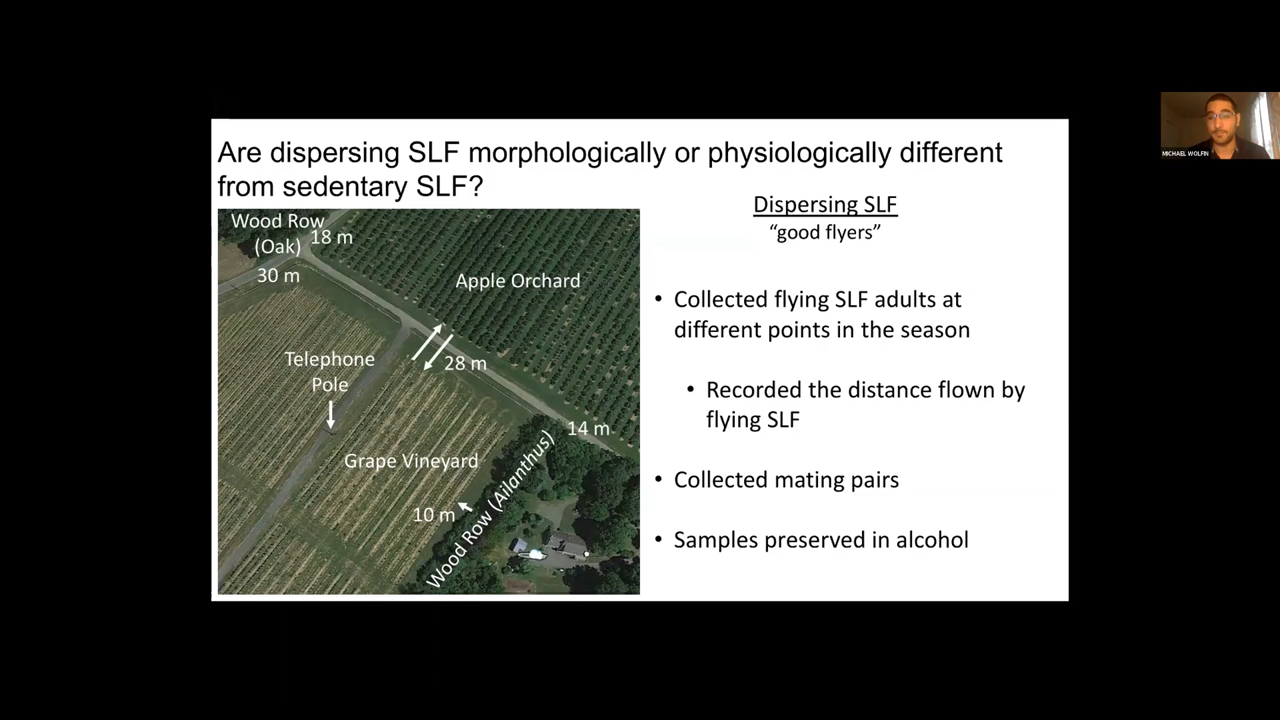 Are dispersing SLF morphologically or physiologically different
from sedentary SLF?
Wood Row
(Oak)
18 m
30 m
Apple Orchard
Telephone
Pole
28 m
14 m
Grape Vineyard
10 m
Wood Row (Ailanthus)
Dispersing SLF
“good flyers”
• Collected flying SLF adults at
different points in the season
• Recorded the distance flown by
flying SLF
• Collected mating pairs
• Samples preserved in alcohol
MICHAEL WOLFIN